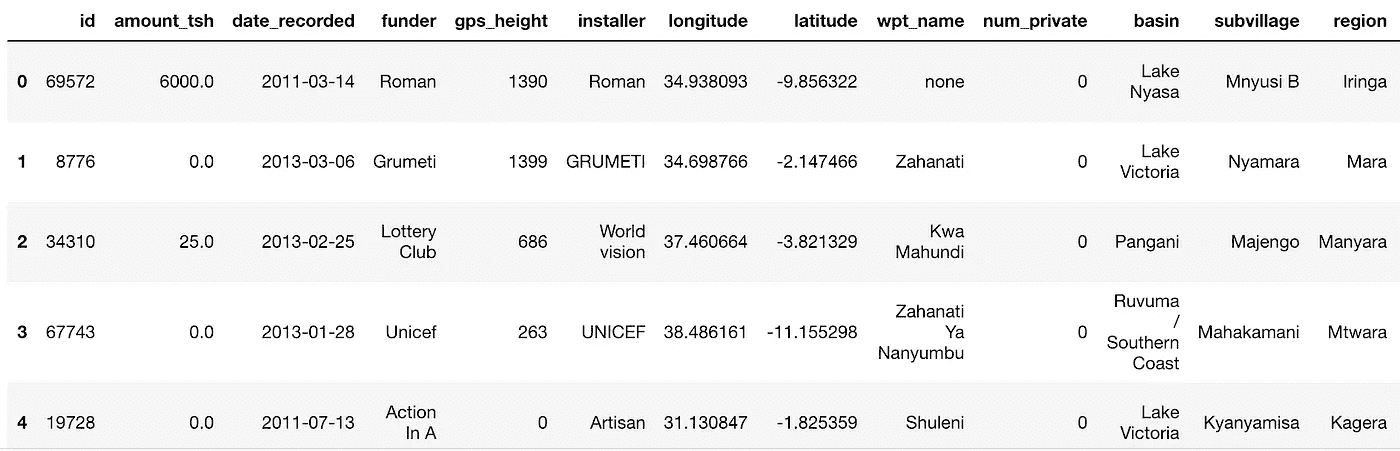 id amount_tsh date_recorded funder gps_height installer longitude latitude wpt_name num_private basin subvillage region
0 69572 6000.0 2011-03-14 Roman 1390 Roman 34.938093 -9.856322 none 0 Lake Nyasa Mnyusi B Iringa
1 8776 0.0 2013-03-06 Grumeti 1399 GRUMETI 34.698766 -2.147466 Zahanati 0 Lake Victoria Nyamara Mara
2 34310 25.0 2013-02-25 Lottery Club 686 World vision 37.460664 -3.821329 Kwa Mahundi 0 Pangani Majengo Manyara
3 67743 0.0 2013-01-28 Unicef 263 UNICEF 38.486161 -11.155298 Zahanati Ya Nanyumbu 0 Ruvuma / Southern Coast Mahakamani Mtwara
4 19728 0.0 2011-07-13 Action In A 0 Artisan 31.130847 -1.825359 Shuleni 0 Lake Victoria Kyanyamisa Kagera